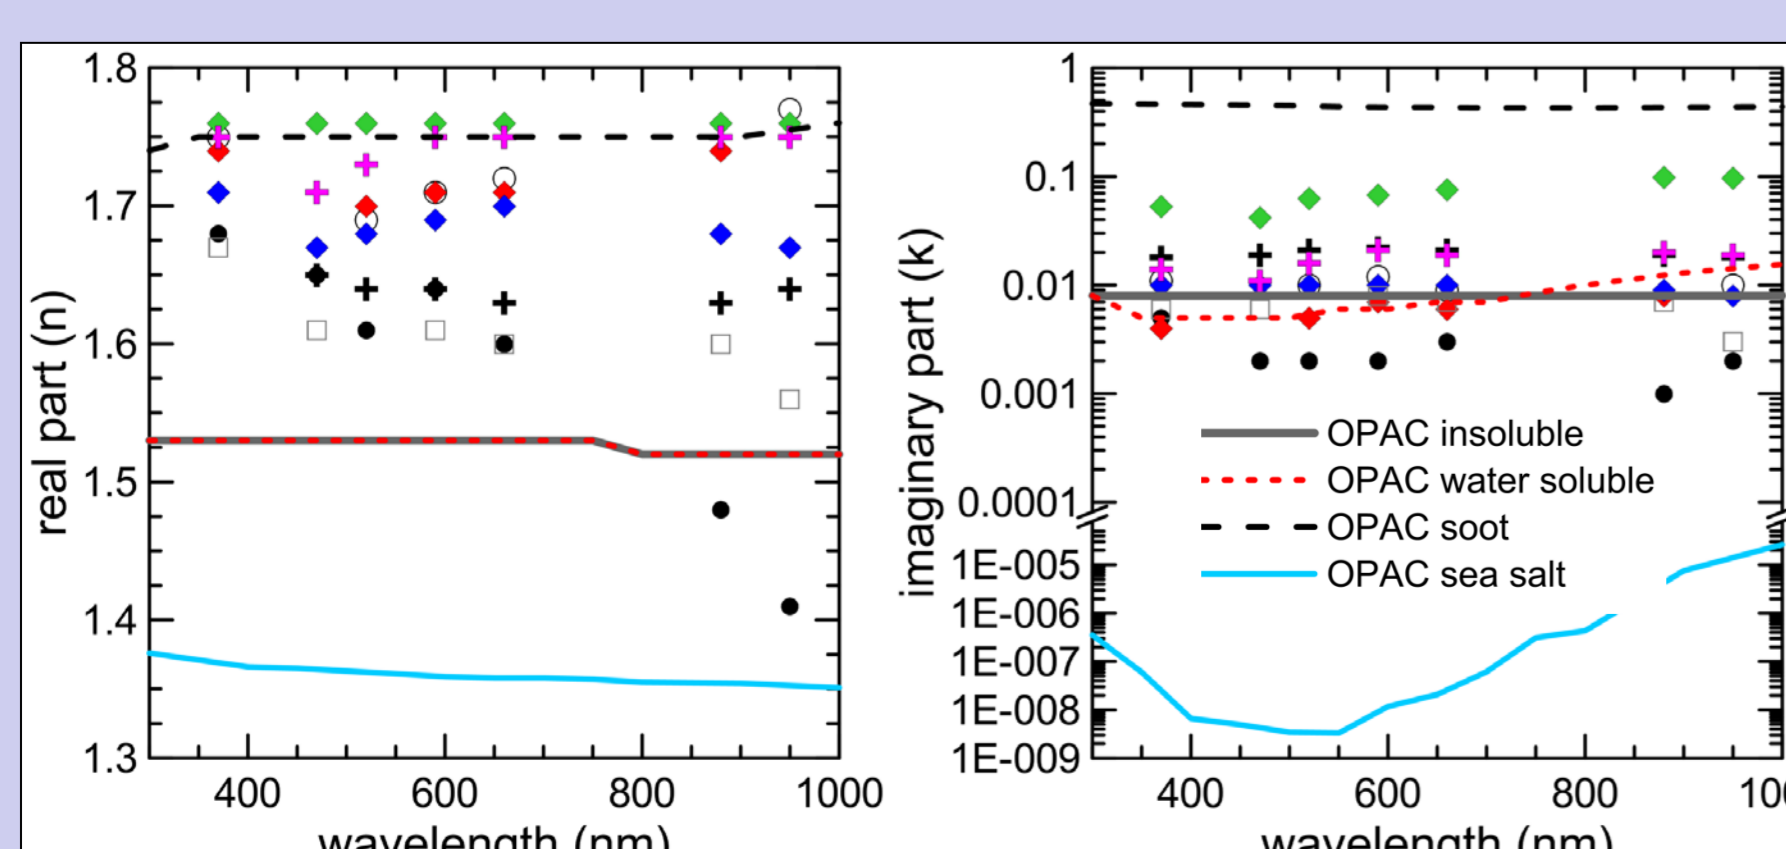 1.8
1.7
1.6
1.5
1.4
1.3
real part (n)
400 600 800 1000
wavelength (nm)
1
0.1
0.01
0.001
0.0001
1E-005
1E-006
1E-007
1E-008
1E-009
imaginary part (k)
OPAC insoluble
OPAC water soluble
OPAC soot
OPAC sea salt
400 600 800
wavelength (nm)